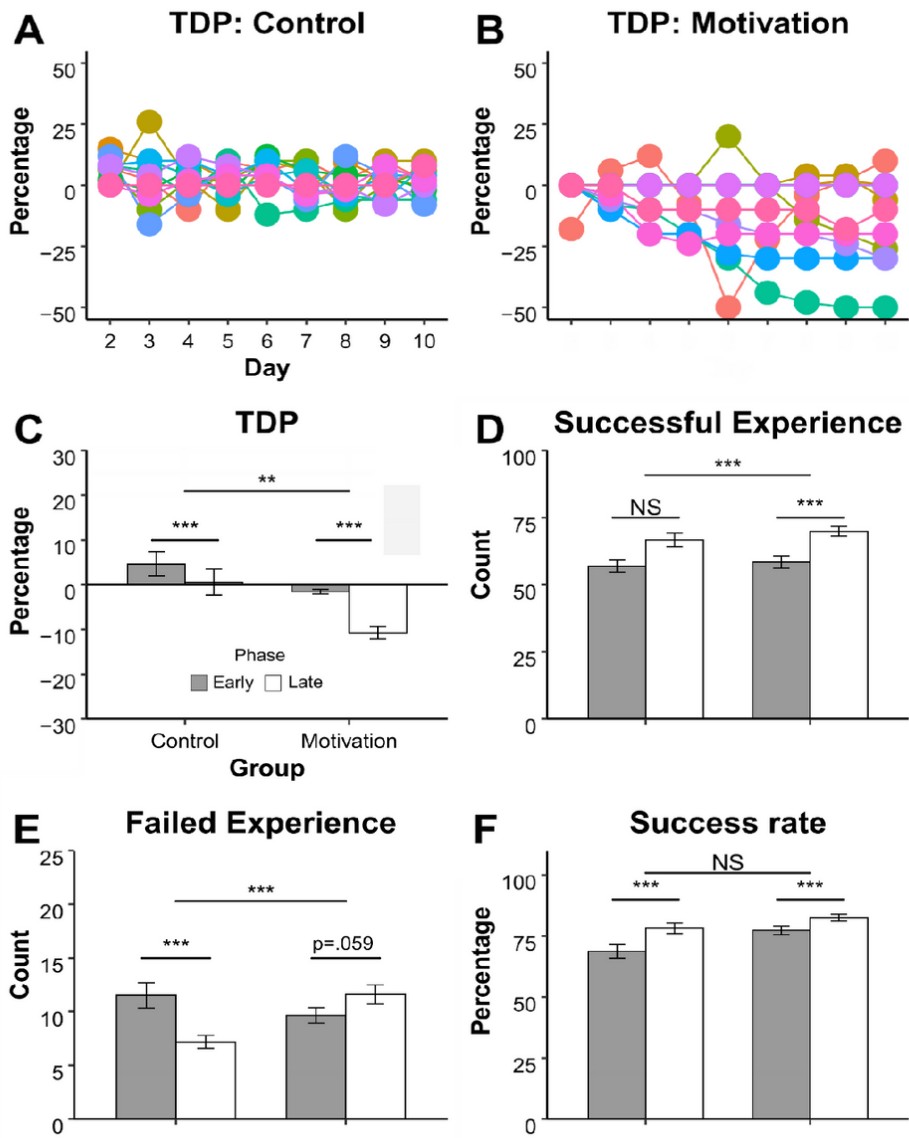 A TDP: Control
B TDP: Motivation
Percentage
50
25
0
−25
−50
2 3 4 5 6 7 8 9 10
Day
Percentage
50
25
0
−25
−50
C TDP
D Successful Experience
Percentage
30
20
10
0
−10
−20
−30
**
*** ***
Phase
Early Late
Control Motivation
Group
Count
100
75
50
25
0
***
NS ***
E Failed Experience
F Success rate
Count
25
20
15
10
5
0
***
*** p=.059
Percentage
100
75
50
25
0
NS
*** ***